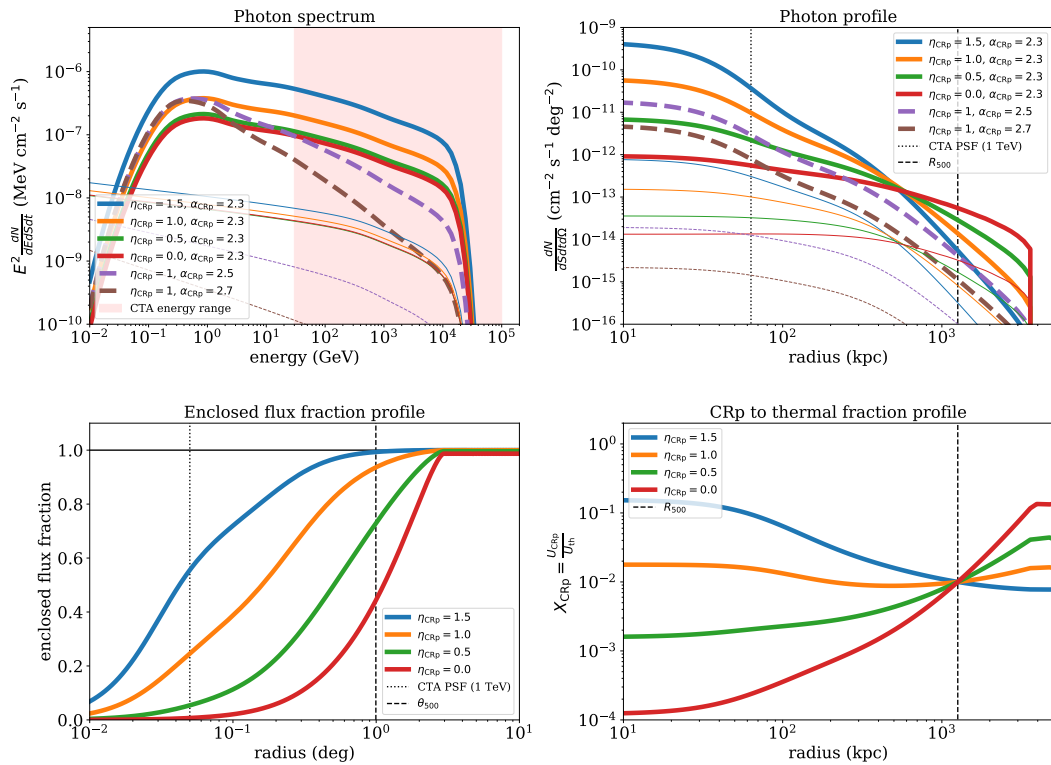 Photon spectrum
E² dN/dEdSdt (MeV cm⁻² s⁻¹)
10⁻⁶
10⁻⁷
10⁻⁸
10⁻⁹
10⁻¹⁰
η_CRp = 1.5, α_CRp = 2.3
η_CRp = 1.0, α_CRp = 2.3
η_CRp = 0.5, α_CRp = 2.3
η_CRp = 0.0, α_CRp = 2.3
η_CRp = 1, α_CRp = 2.5
η_CRp = 1, α_CRp = 2.7
CTA energy range
10⁻² 10⁻¹ 10⁰ 10¹ 10² 10³ 10⁴ 10⁵
energy (GeV)
Photon profile
dN/dSdtdΩ (cm⁻² s⁻¹ deg⁻²)
10⁻⁹
10⁻¹⁰
10⁻¹¹
10⁻¹²
10⁻¹³
10⁻¹⁴
10⁻¹⁵
10⁻¹⁶
η_CRp = 1.5, α_CRp = 2.3
η_CRp = 1.0, α_CRp = 2.3
η_CRp = 0.5, α_CRp = 2.3
η_CRp = 0.0, α_CRp = 2.3
η_CRp = 1, α_CRp = 2.5
η_CRp = 1, α_CRp = 2.7
CTA PSF (1 TeV)
R₅₀₀
10¹ 10² 10³
radius (kpc)
Enclosed flux fraction profile
enclosed flux fraction
1.0
0.8
0.6
0.4
0.2
0.0
η_CRp = 1.5
η_CRp = 1.0
η_CRp = 0.5
η_CRp = 0.0
CTA PSF (1 TeV)
θ₅₀₀
10⁻² 10⁻¹ 10⁰ 10¹
radius (deg)
CRp to thermal fraction profile
X_CRp = U_CRp/U_th
10⁰
10⁻¹
10⁻²
10⁻³
10⁻⁴
η_CRp = 1.5
η_CRp = 1.0
η_CRp = 0.5
η_CRp = 0.0
R₅₀₀
10¹ 10² 10³
radius (kpc)